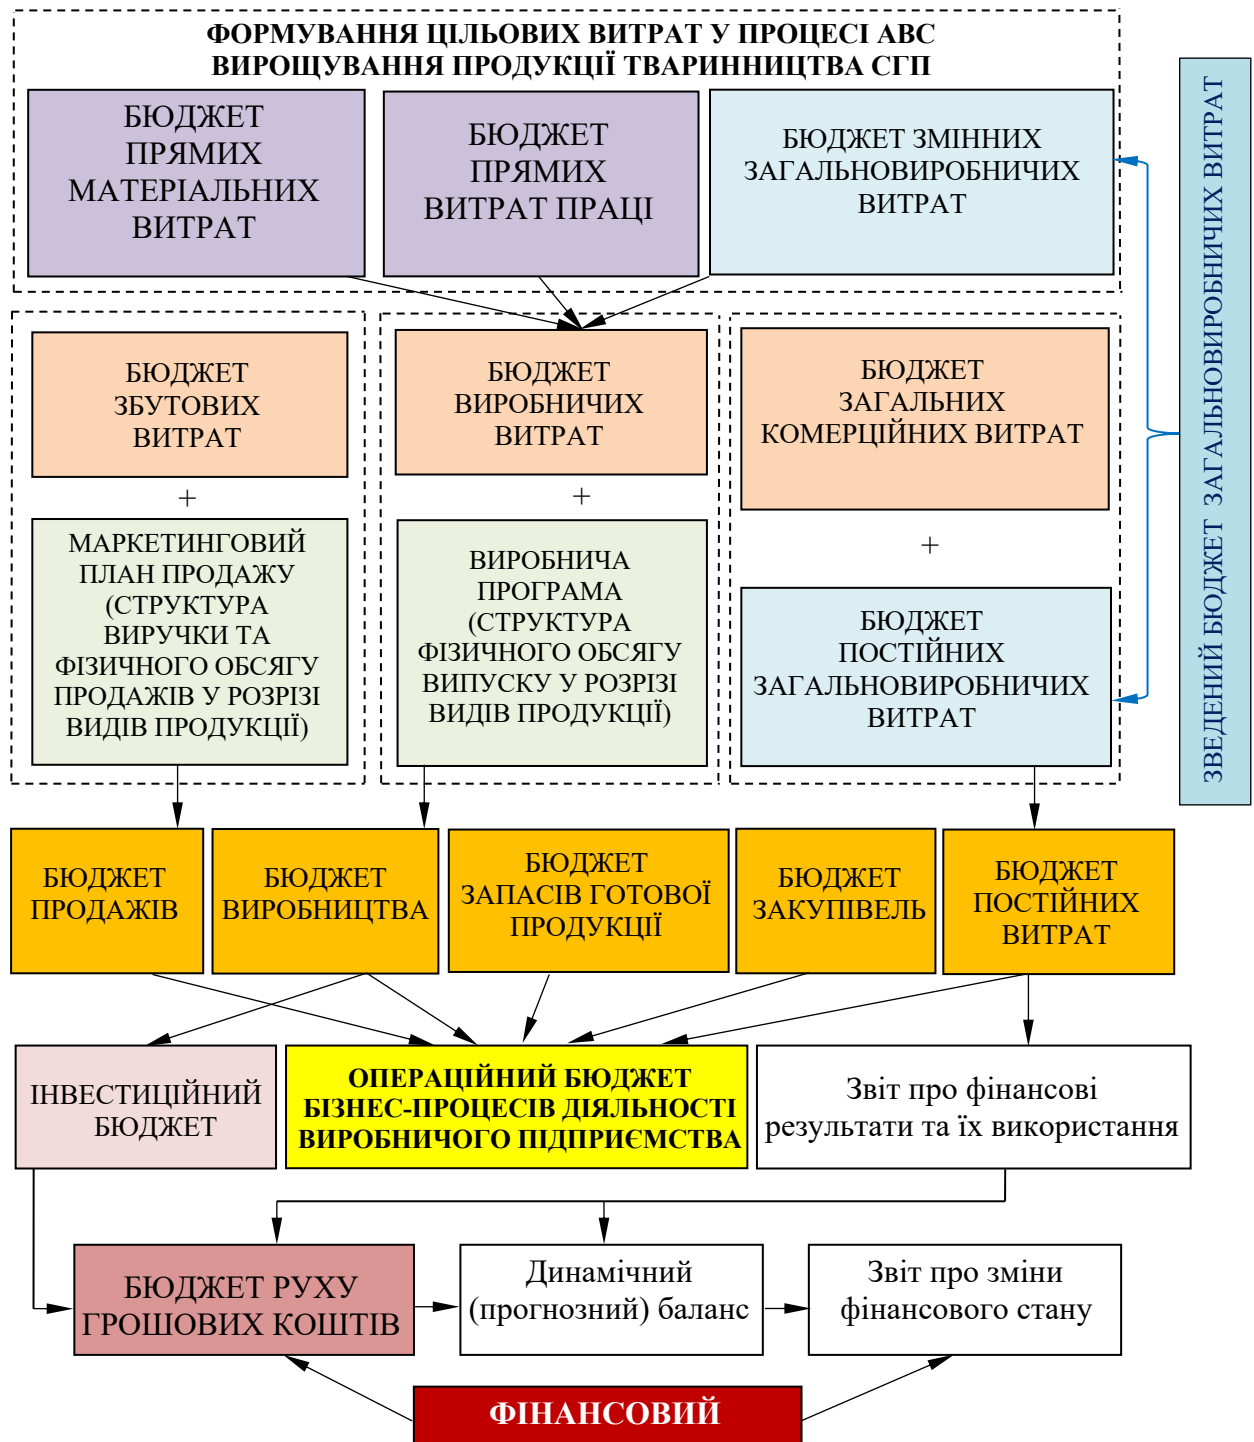 ФОРМУВАННЯ ЦІЛЬОВИХ ВИТРАТ У ПРОЦЕСІ АВС
ВИРОЩУВАННЯ ПРОДУКЦІЇ ТВАРИННИЦТВА СГП
БЮДЖЕТ
ПРЯМИХ
МАТЕРІАЛЬНИХ
ВИТРАТ
БЮДЖЕТ
ПРЯМИХ
ВИТРАТ ПРАЦІ
БЮДЖЕТ ЗМІННИХ
ЗАГАЛЬНОВИРОБНИЧИХ
ВИТРАТ
ЗВЕДЕНИЙ БЮДЖЕТ ЗАГАЛЬНОВИРОБНИЧИХ ВИТРАТ
БЮДЖЕТ
ЗБУТОВИХ
ВИТРАТ
+
МАРКЕТИНГОВИЙ
ПЛАН ПРОДАЖУ
(СТРУКТУРА
ВИРУЧКИ ТА
ФІЗИЧНОГО ОБСЯГУ
ПРОДАЖІВ У РОЗРІЗІ
ВИДІВ ПРОДУКЦІЇ)
БЮДЖЕТ
ВИРОБНИЧИХ
ВИТРАТ
+
ВИРОБНИЧА
ПРОГРАМА
(СТРУКТУРА
ФІЗИЧНОГО ОБСЯГУ
ВИПУСКУ У РОЗРІЗІ
ВИДІВ ПРОДУКЦІЇ)
БЮДЖЕТ
ЗАГАЛЬНИХ
КОМЕРЦІЙНИХ ВИТРАТ
+
БЮДЖЕТ
ПОСТІЙНИХ
ЗАГАЛЬНОВИРОБНИЧИХ
ВИТРАТ
БЮДЖЕТ
ПРОДАЖІВ
БЮДЖЕТ
ВИРОБНИЦТВА
БЮДЖЕТ
ЗАПАСІВ ГОТОВОЇ
ПРОДУКЦІЇ
БЮДЖЕТ
ЗАКУПІВЕЛЬ
БЮДЖЕТ
ПОСТІЙНИХ
ВИТРАТ
ІНВЕСТИЦІЙНИЙ
БЮДЖЕТ
ОПЕРАЦІЙНИЙ БЮДЖЕТ
БІЗНЕС-ПРОЦЕСІВ ДІЯЛЬНОСТІ
ВИРОБНИЧОГО ПІДПРИЄМСТВА
Звіт про фінансові
результати та їх використання
БЮДЖЕТ РУХУ
ГРОШОВИХ КОШТІВ
Динамічний
(прогнозний) баланс
Звіт про зміни
фінансового стану
ФІНАНСОВИЙ